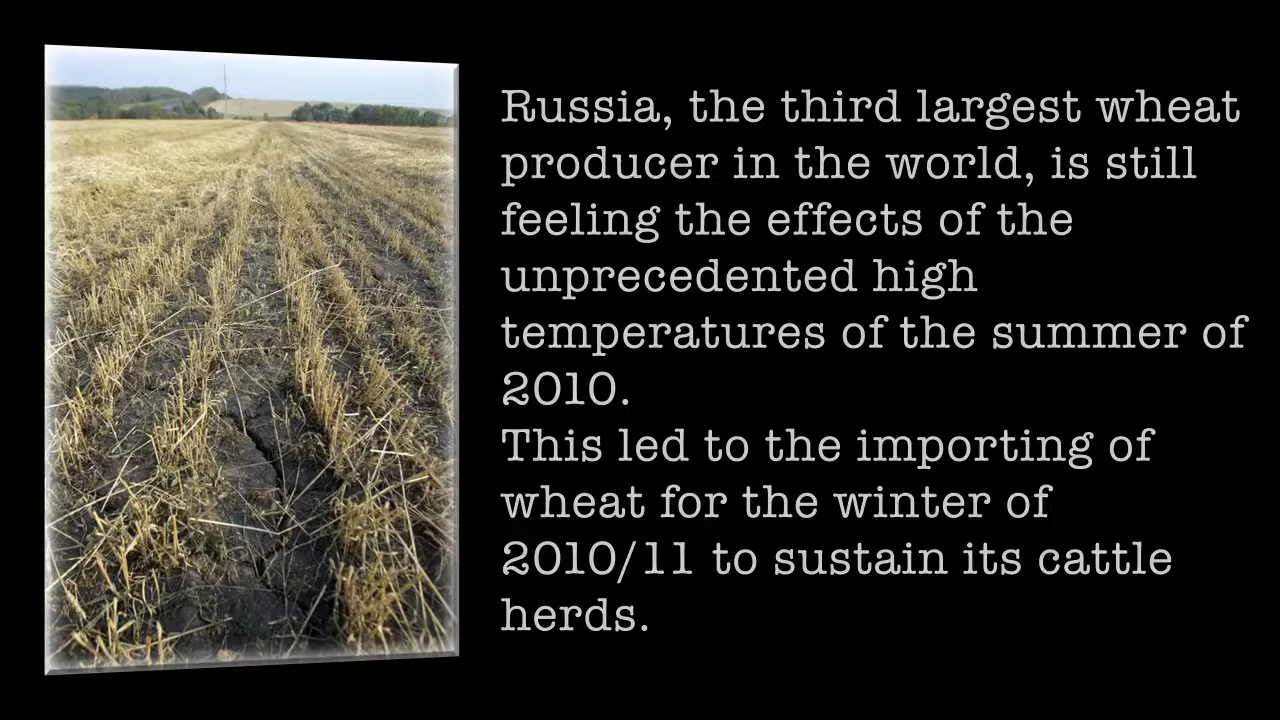 Russia, the third largest wheat
producer in the world, is still
feeling the effects of the
unprecedented high
temperatures of the summer of
2010.
This led to the importing of
wheat for the winter of
2010/11 to sustain its cattle
herds.